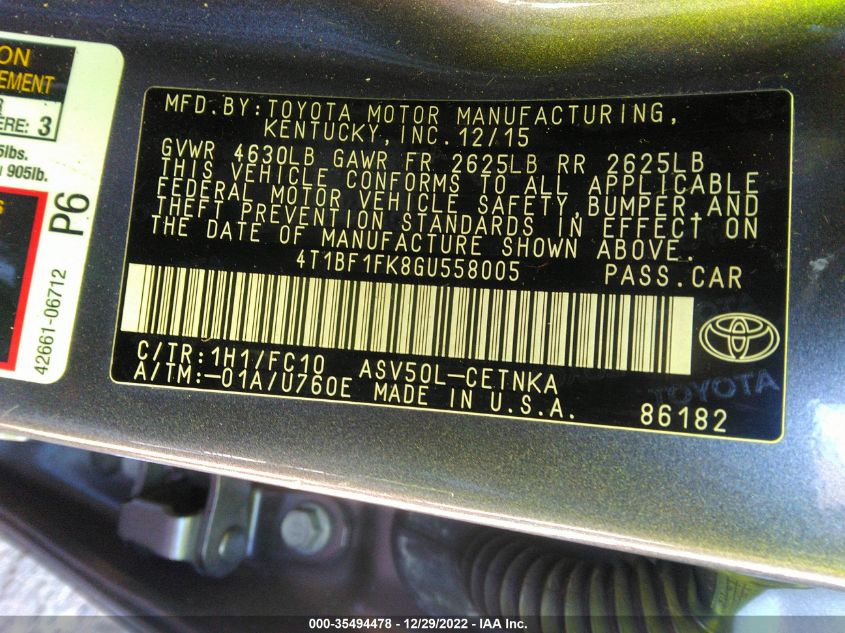 ON
EMENT
R
ERE: 3
5lbs.
905lb.
s
P6
42661-06712
MFD.BY:TOYOTA MOTOR MANUFACTURING,
KENTUCKY,INC.12/15
GVWR 4630LB GAWR FR 2625LB RR 2625LB
THIS VEHICLE CONFORMS TO ALL APPLICABLE
FEDERAL MOTOR VEHICLE SAFETY,BUMPER,AND
THEFT PREVENTION STANDARDS IN EFFECT ON
THE DATE OF MANUFACTURE SHOWN ABOVE.
4T1BF1FK8GU558005 PASS.CAR
C/TR:1H1/FC10 ASV50L-CETNKA
A/TM:-01A/U760E MADE IN U.S.A.
TOYOTA
86182
000-35494478 • 12/29/2022 • IAA Inc.